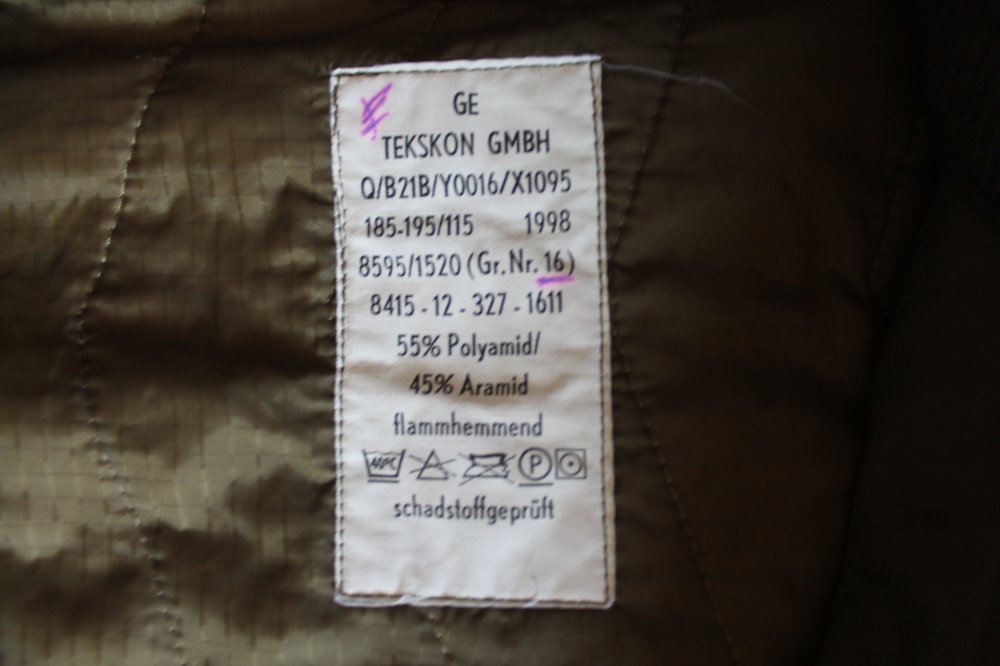 GE
TEKSKON GMBH
Q/B21B/Y0016/X1095
185-195/115 1998
8595/1520 (Gr. Nr. 16)
8415 - 12 - 327 - 1611
55% Polyamid/
45% Aramid
flammhemmend
40°C P
schadstoffgeprüft